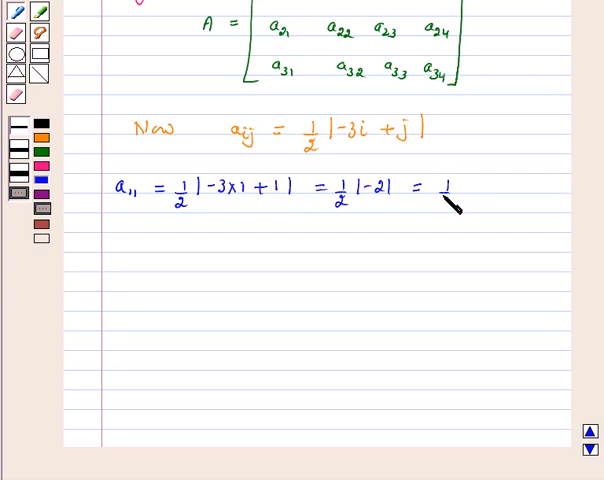 A = a₂₁ a₂₂ a₂₃ a₂₄
a₃₁ a₃₂ a₃₃ a₃₄
Now aij = 1/2 |-3i + j|
a₁₁ = 1/2 |-3×1 + 1| = 1/2 |-2| = 1/